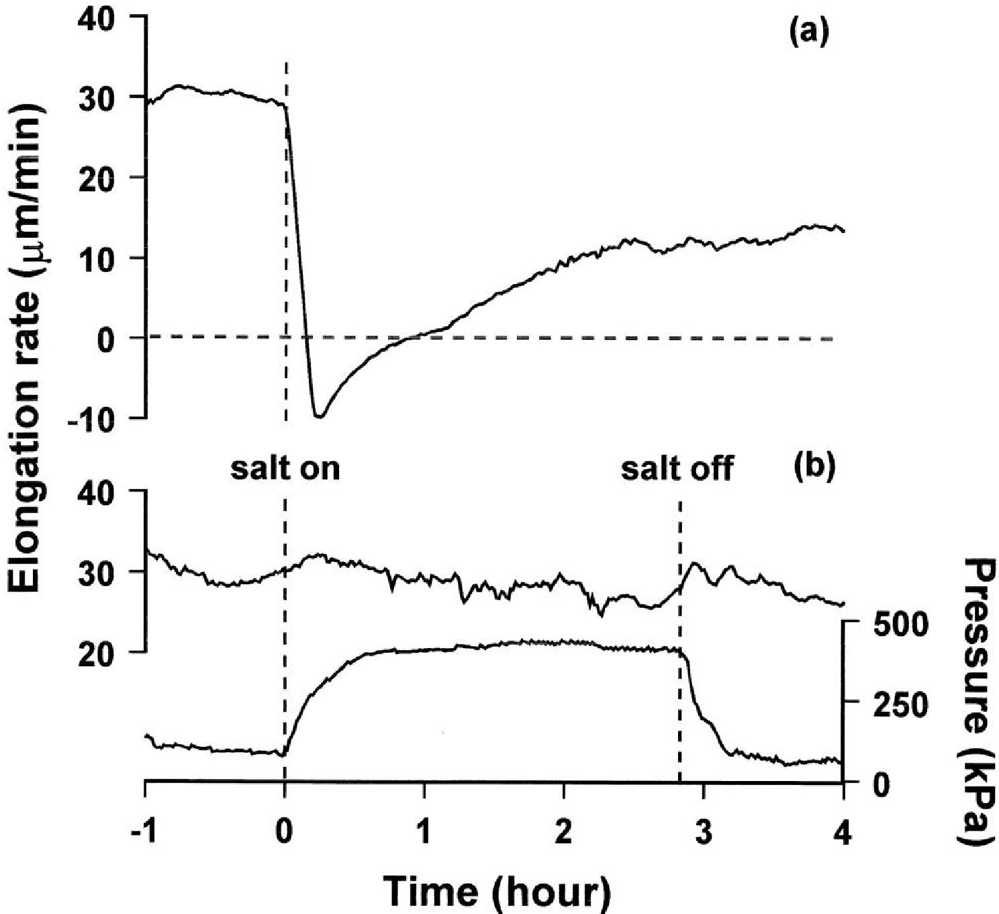 (a)
40
30
20
10
0
-10
Elongation rate (μm/min)
salt on
salt off
(b)
40
30
20
500
250
0
Pressure (kPa)
-1 0 1 2 3 4
Time (hour)